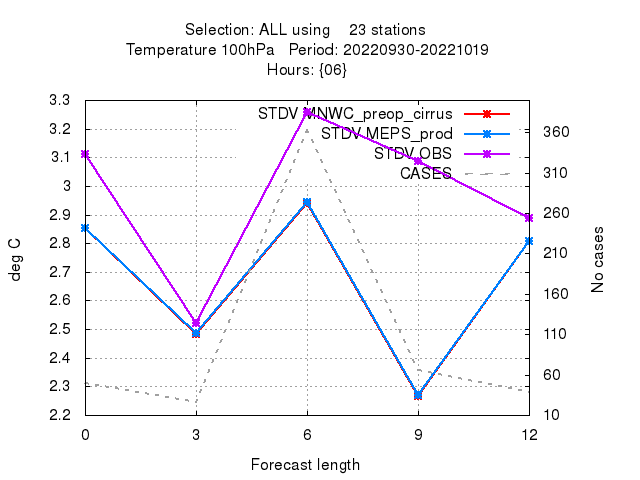 Selection: ALL using 23 stations
Temperature 100hPa Period: 20220930-20221019
Hours: {06}
STDV MNWC_preop_cirrus
STDV MEPS_prod
STDV OBS
CASES
3.3
3.2
3.1
3
2.9
2.8
2.7
2.6
2.5
2.4
2.3
2.2
deg C
360
310
260
210
160
110
60
10
No cases
0 3 6 9 12
Forecast length